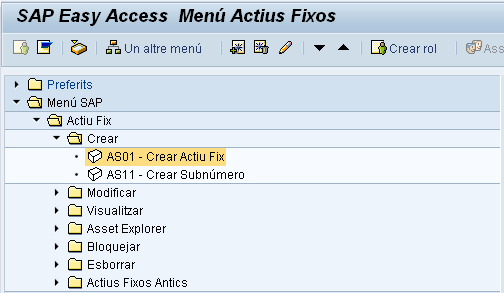 SAP Easy Access Menú Actius Fixos
Un altre menú Crear rol Ass
Preferits
Menú SAP
Actiu Fix
Crear
AS01 - Crear Actiu Fix
AS11 - Crear Subnúmero
Modificar
Visualitzar
Asset Explorer
Bloquejar
Esborrar
Actius Fixos Antics